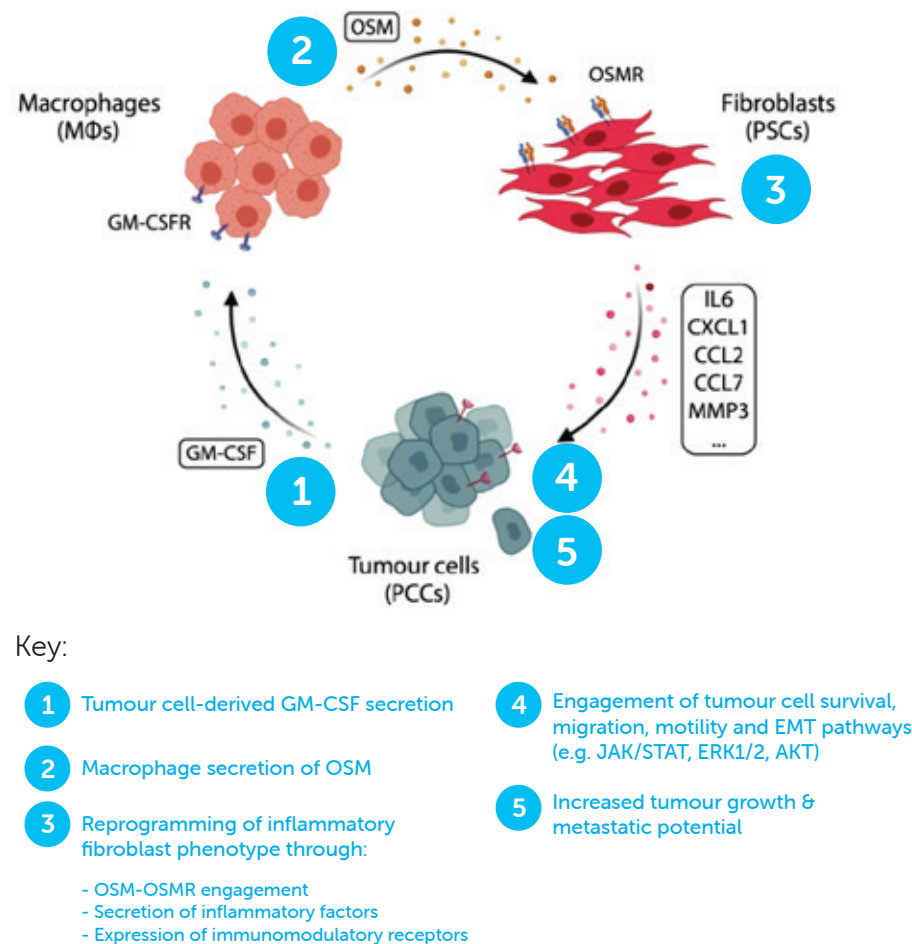 2
OSM
OSMR
Macrophages
(MΦs)
Fibroblasts
(PSCs)
3
GM-CSFR
IL6
CXCL1
CCL2
CCL7
MMP3
...
GM-CSF
1
4
5
Tumour cells
(PCCs)
Key:
1 Tumour cell-derived GM-CSF secretion
2 Macrophage secretion of OSM
3 Reprogramming of inflammatory
fibroblast phenotype through:
- OSM-OSMR engagement
- Secretion of inflammatory factors
- Expression of immunomodulatory receptors
4 Engagement of tumour cell survival,
migration, motility and EMT pathways
(e.g. JAK/STAT, ERK1/2, AKT)
5 Increased tumour growth &
metastatic potential